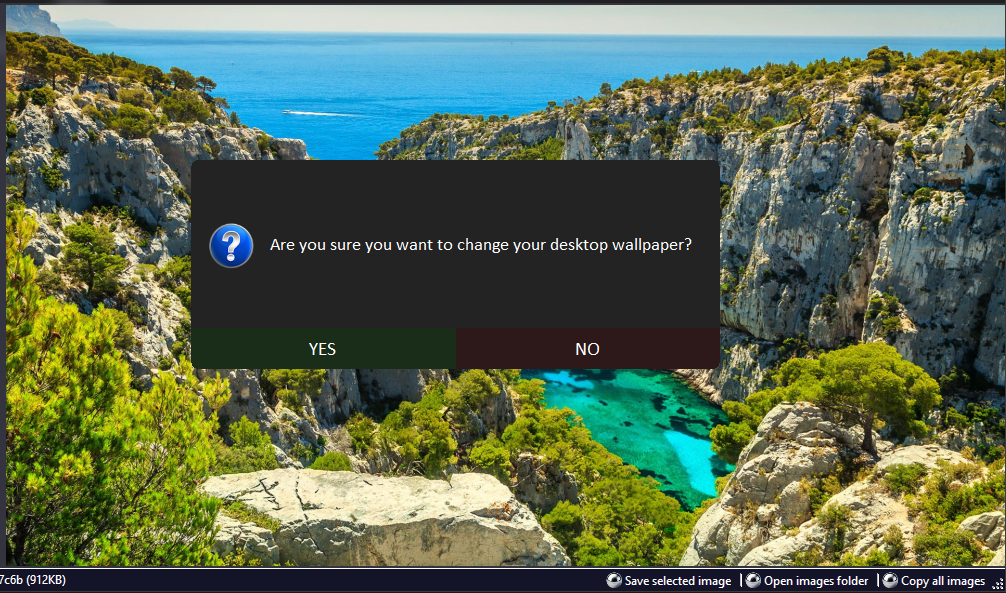 Are you sure you want to change your desktop wallpaper?
YES NO
7c6b (912KB) Save selected image Open images folder Copy all images